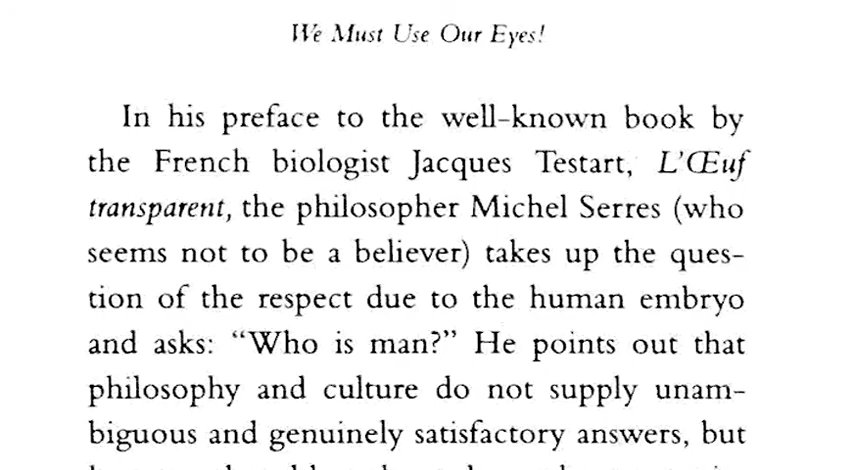 We Must Use Our Eyes!
In his preface to the well-known book by
the French biologist Jacques Testart, L'Œuf
transparent, the philosopher Michel Serres (who
seems not to be a believer) takes up the ques-
tion of the respect due to the human embryo
and asks: “Who is man?” He points out that
philosophy and culture do not supply unam-
biguous and genuinely satisfactory answers, but